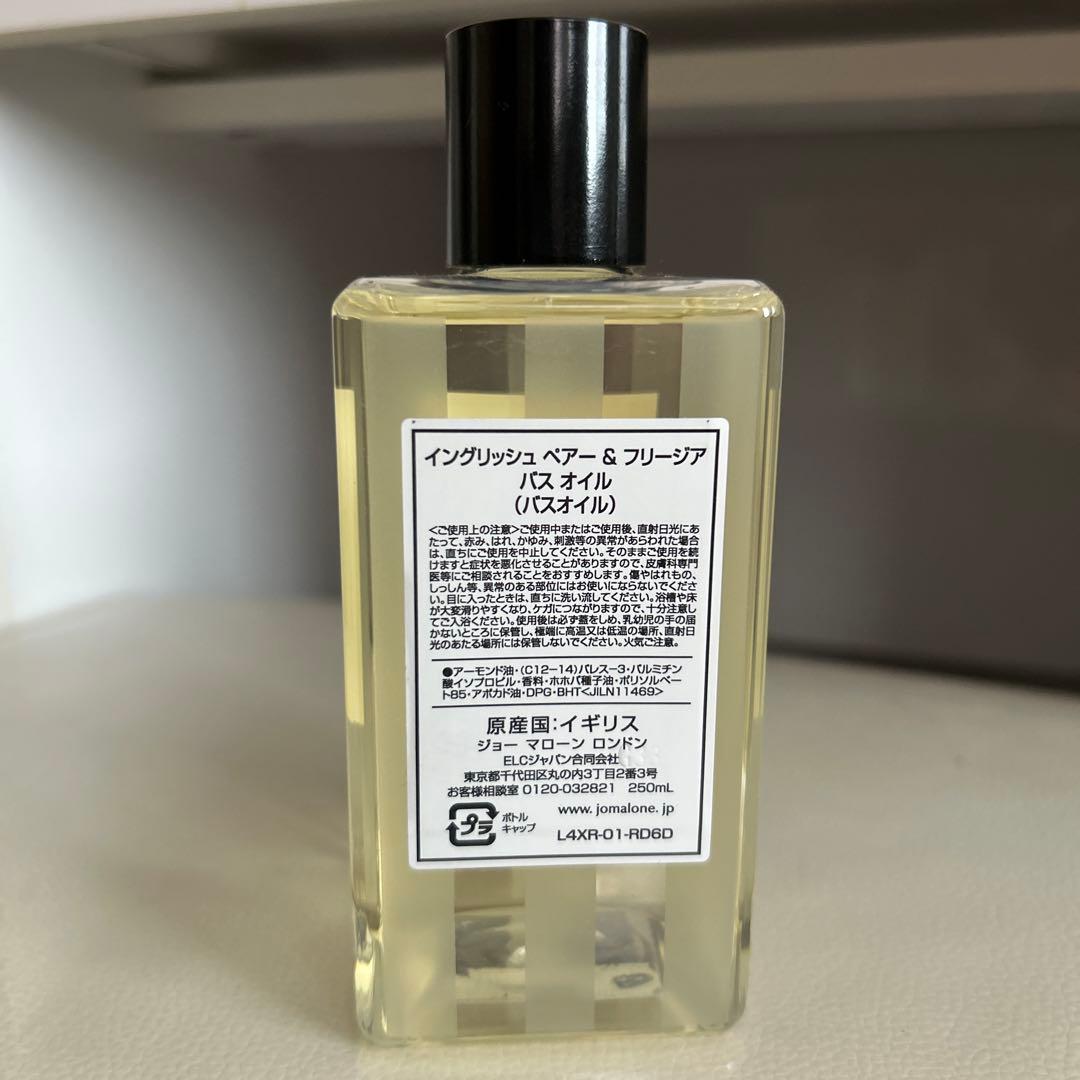 イングリッシュ ペアー & フリージア
バス オイル
(バスオイル)
<ご使用上の注意>ご使用中またはご使用後、直射日光にあ
たって、赤み、はれ、かゆみ、刺激等の異常があらわれた場合
は、直ちにご使用を中止してください。そのままご使用を続
けますと症状を悪化させることがありますので、皮膚科専門
医等にご相談されることをおすすめします。傷やはれもの、
しっしん等、異常のある部位にはお使いにならないでくださ
い。目に入ったときは、直ちに洗い流してください。浴槽や床
が大変滑りやすくなり、ケガにつながりますので、十分注意し
てご入浴ください。使用後は必ず蓋をしめ、乳幼児の手の届
かないところに保管し、極端に高温又は低温の場所、直射日
光のあたる場所には保管しないでください。火気ご注意。
●アーモンド油・(C12-14)パレス-3・パルミチン
酸イソプロピル・香料・ホホバ種子油・ポリソルベー
ト85・アボカド油・DPG・BHT<JILN11469>
原産国:イギリス
ジョー マローン ロンドン
ELCジャパン合同会社
東京都千代田区丸の内3丁目2番3号
お客様相談室 0120-032821 250mL
プラ ボトル
キャップ
www. jomalone. jp
L4XR-01-RD6D